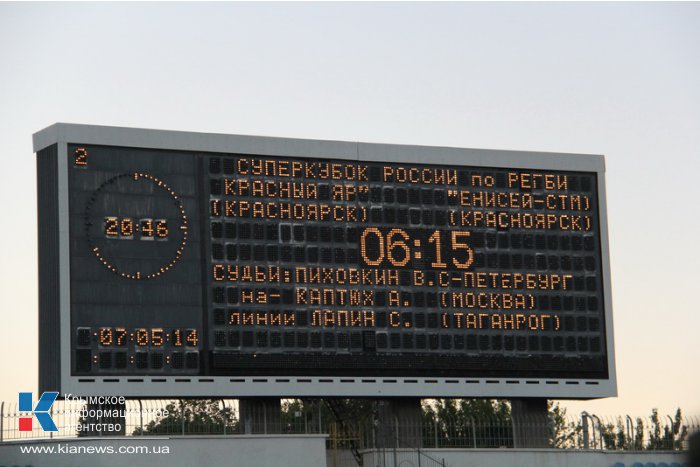 2
20:46
07:05:14
СУПЕРКУБОК РОССИИ по РЕГБИ
КРАСНЫЙ ЯР" "ЕНИСЕЙ-СТМ)
(КРАСНОЯРСК) (КРАСНОЯРСК)
06:15
СУДЬИ:ПИХОВКИН В.С-ПЕТЕРБУРГ
на- КАПТЮХ А. (МОСКВА)
линии ЛАПИН С. (ТАГАНРОГ)
К
Крымское
информационное
агентство
www.kianews.com.ua